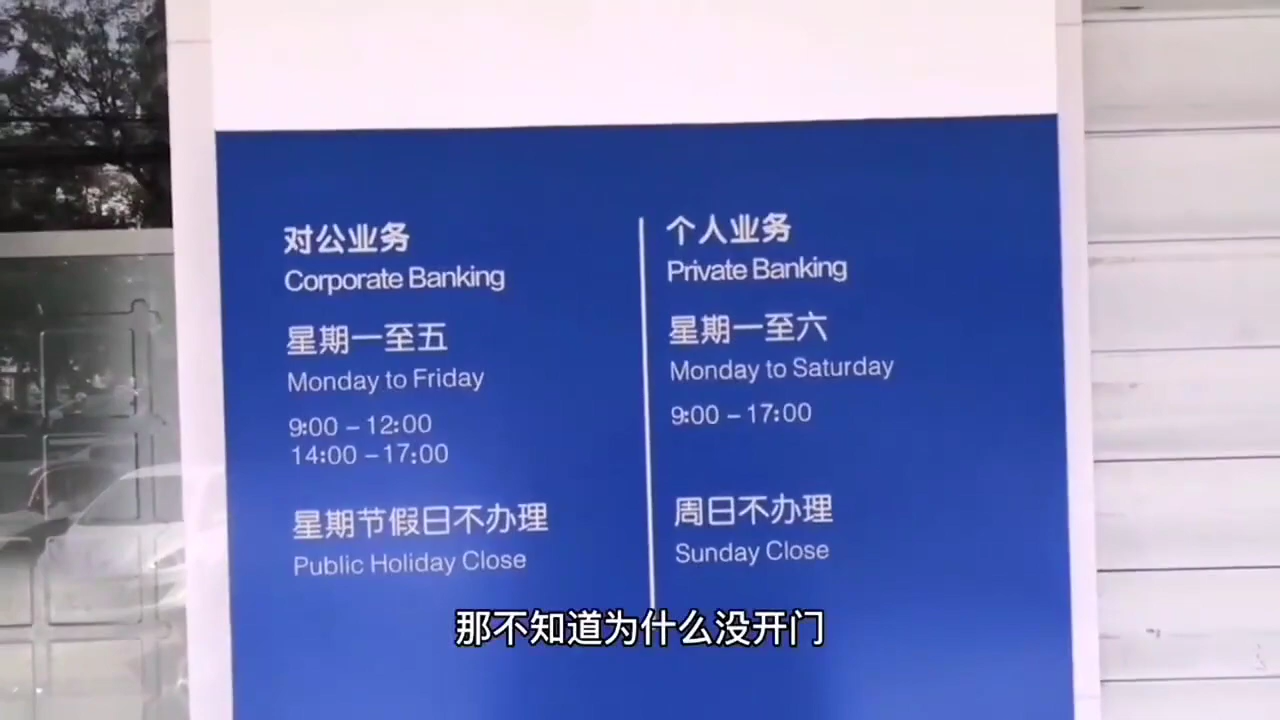 对公业务
Corporate Banking
星期一至五
Monday to Friday
9:00 – 12:00
14:00 – 17:00
星期节假日不办理
Public Holiday Close
个人业务
Private Banking
星期一至六
Monday to Saturday
9:00 – 17:00
周日不办理
Sunday Close
那不知道为什么没开门